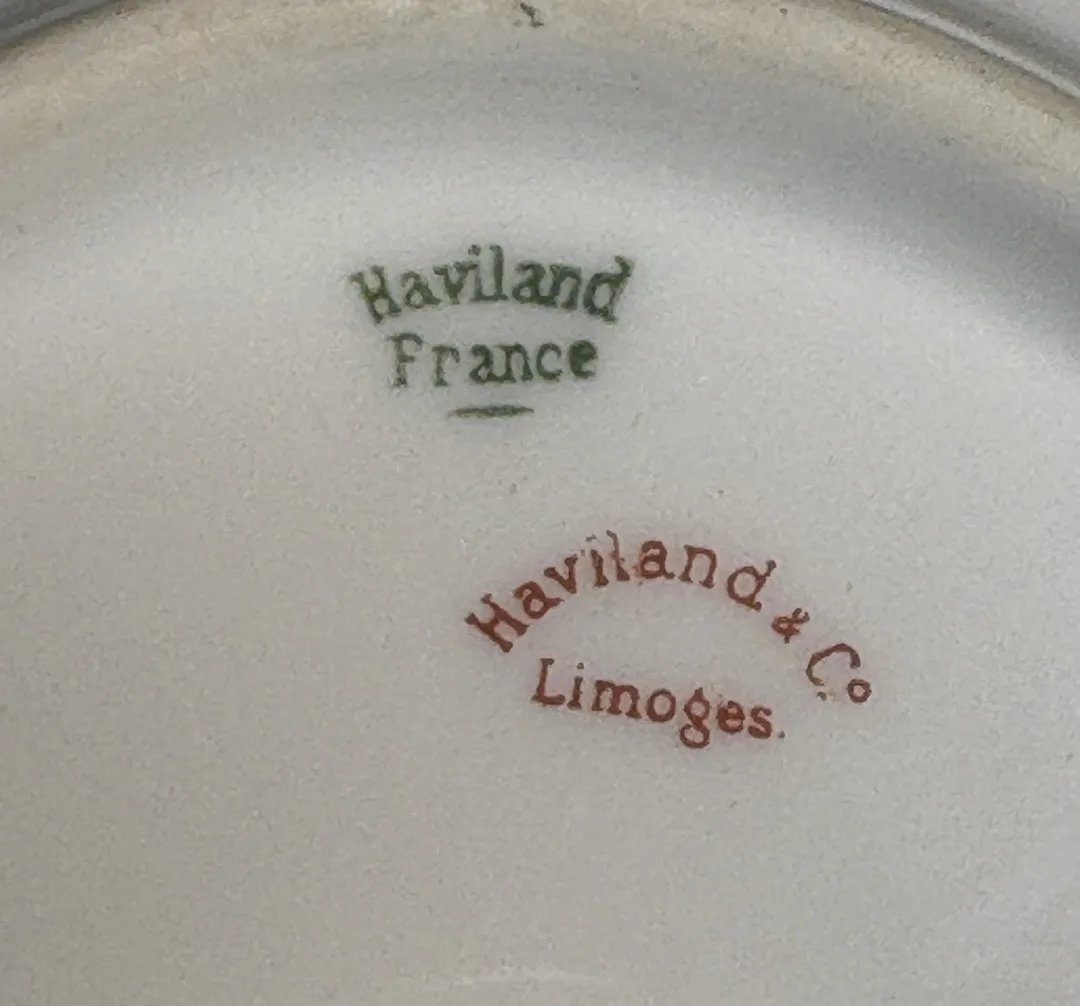 Haviland
France
Haviland & Co
Limoges.